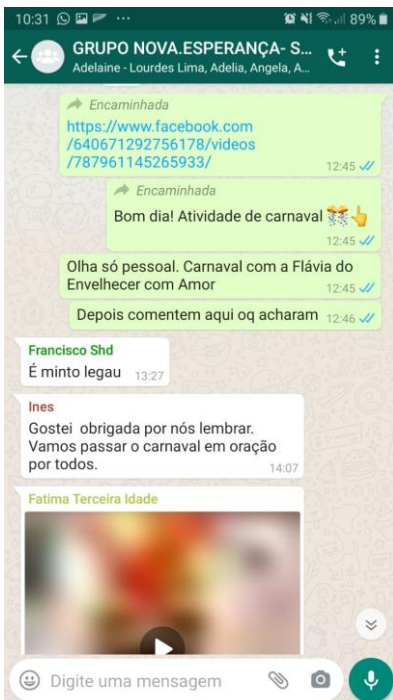 10:31
89%
GRUPO NOVA.ESPERANÇA- S...
Adelaine - Lourdes Lima, Adelia, Angela, A...
Encaminhada
https://www.facebook.com
/640671292756178/videos
/787961145265933/
12:45
Encaminhada
Bom dia! Atividade de carnaval
12:45
Olha só pessoal. Carnaval com a Flávia do
Envelhecer com Amor
12:45
Depois comentem aqui oq acharam 12:46
Francisco Shd
É minto legau 13:27
Ines
Gostei obrigada por nós lembrar.
Vamos passar o carnaval em oração
por todos.
14:07
Fatima Terceira Idade
Digite uma mensagem